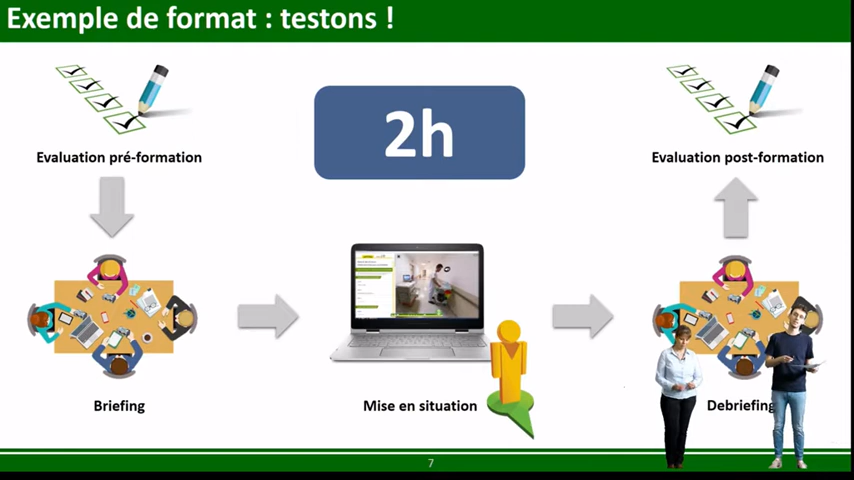 Exemple de format : testons !
2h
Evaluation pré-formation
Evaluation post-formation
Briefing
Mise en situation
Debriefing
7